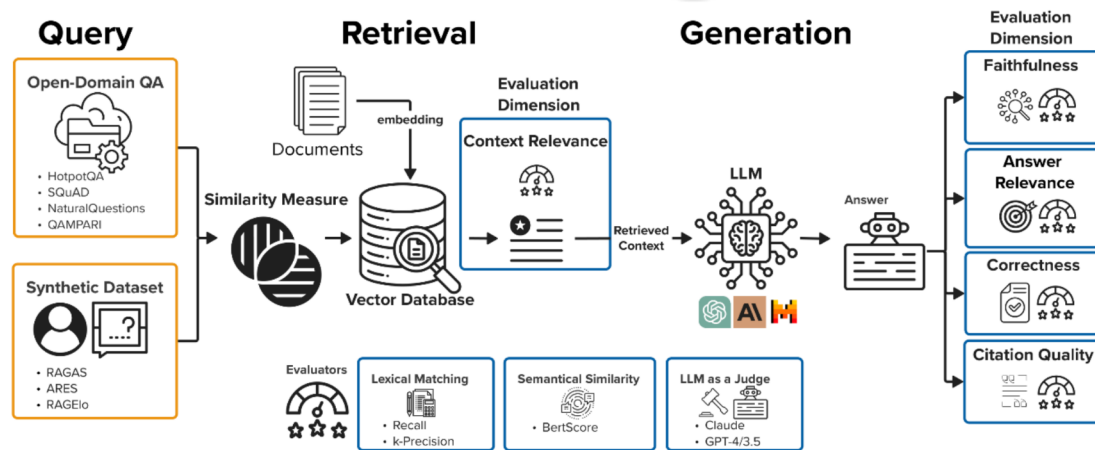 Query
Retrieval
Generation
Evaluation
Dimension
Open-Domain QA
HotpotQA
SQuAD
NaturalQuestions
QAMPARI
Synthetic Dataset
...?
RAGAS
ARES
RAGElo
Documents
embedding
Similarity Measure
Vector Database
Evaluation
Dimension
Context Relevance
Retrieved
Context
LLM
Answer
Faithfulness
Answer
Relevance
Correctness
Citation Quality
Evaluators
Lexical Matching
Recall
k-Precision
Semantical Similarity
BertScore
LLM as a Judge
Claude
GPT-4/3.5